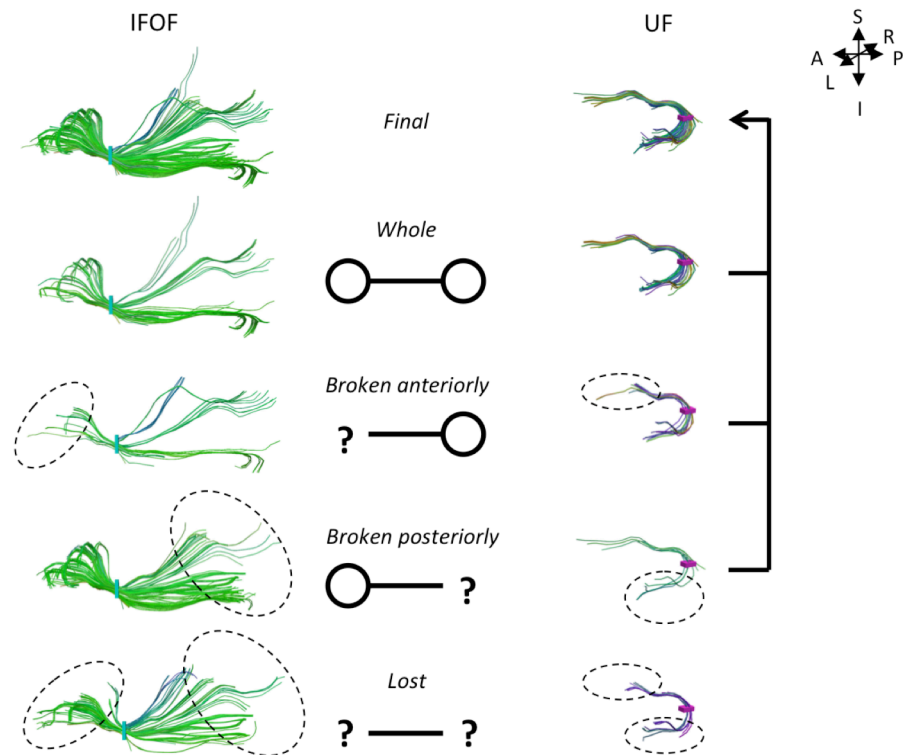 IFOF
UF
S
R
A
P
L
I
Final
Whole
Broken anteriorly
?
Broken posteriorly
?
Lost
? ?